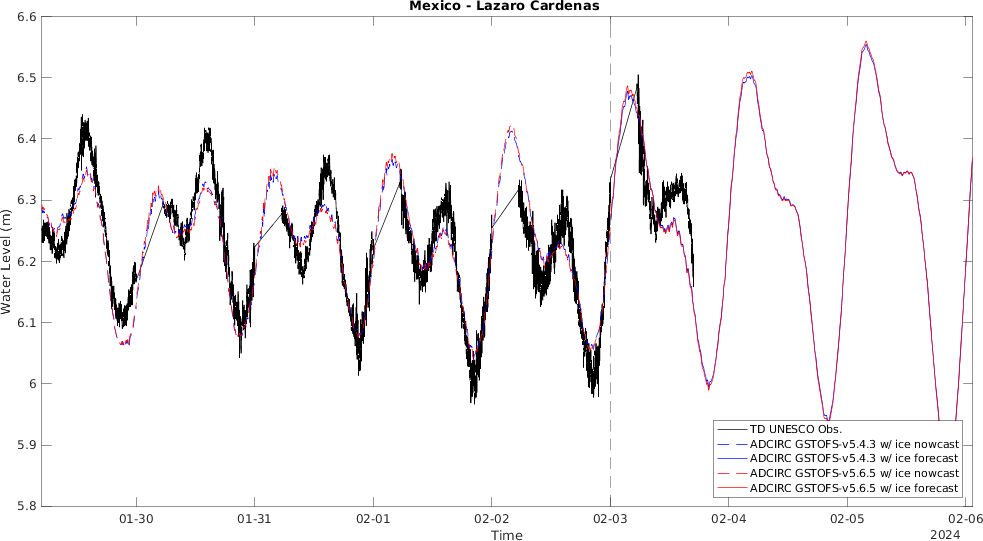 Mexico - Lazaro Cardenas
6.6
6.5
6.4
6.3
6.2
6.1
6
5.9
5.8
Water Level (m)
TD UNESCO Obs.
ADCIRC GSTOFS-v5.4.3 w/ ice nowcast
ADCIRC GSTOFS-v5.4.3 w/ ice forecast
ADCIRC GSTOFS-v5.6.5 w/ ice nowcast
ADCIRC GSTOFS-v5.6.5 w/ ice forecast
01-30 01-31 02-01 02-02 02-03 02-04 02-05 02-06
Time
2024